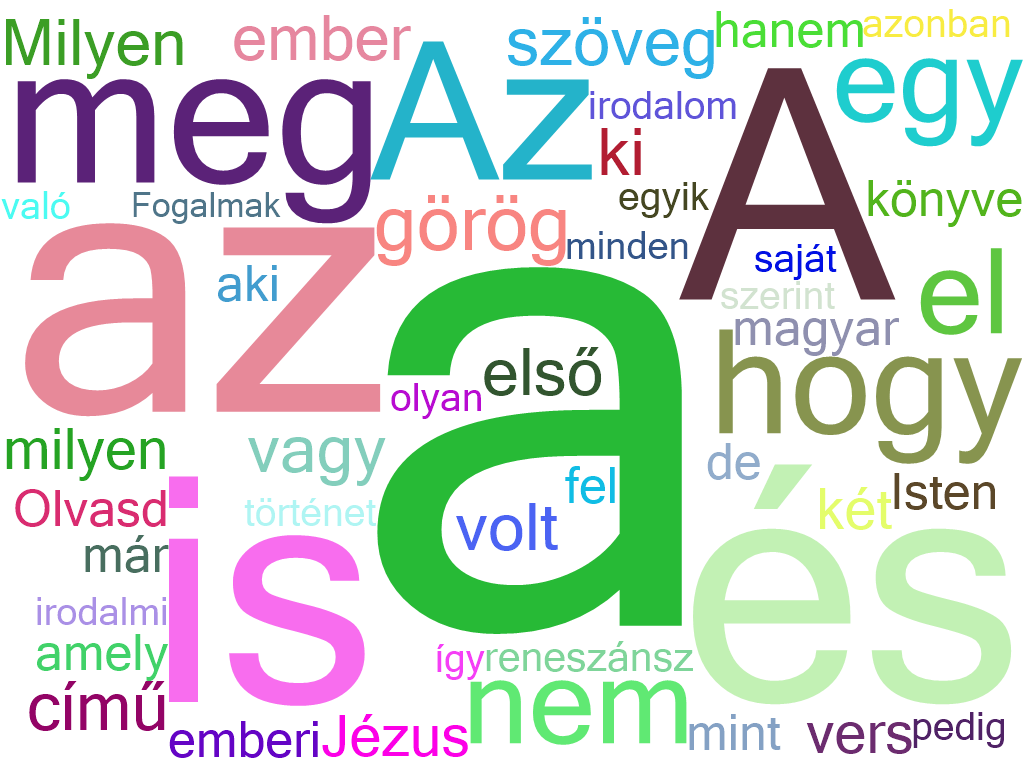 Milyen
ember
szöveg
hanem
azonban
meg
Az
irodalom
ki
A
egy
való
Fogalmak
görög
egyik
könyve
minden
az
aki
saját
szerint
magyar
el
a
első
olyan
hogy
milyen
vagy
fel
de
Isten
Olvasd
történet
volt
két
már
is
és
irodalmi
amely
így
reneszánsz
című
emberi
Jézus
nem
mint
vers
pedig